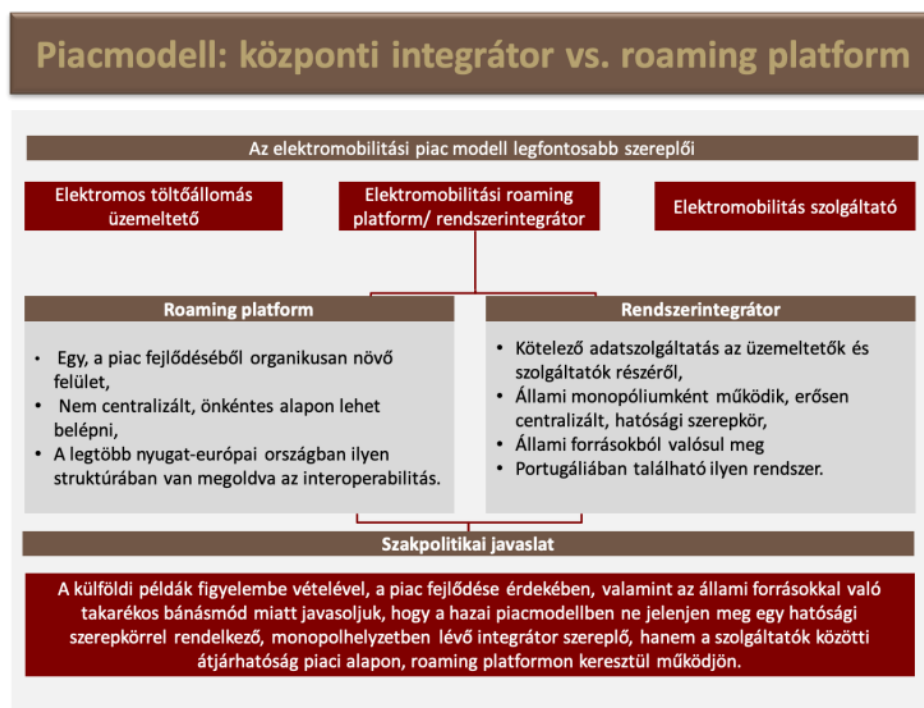 Piacmodell: központi integrátor vs. roaming platform
Az elektromobilitási piac modell legfontosabb szereplői
Elektromos töltőállomás
üzemeltető
Elektromobilitási roaming
platform/ rendszerintegrátor
Elektromobilitás szolgáltató
Roaming platform
• Egy, a piac fejlődéséből organikusan növő
felület,
• Nem centralizált, önkéntes alapon lehet
belépni,
• A legtöbb nyugat-európai országban ilyen
struktúrában van megoldva az interoperabilitás.
Rendszerintegrátor
• Kötelező adatszolgáltatás az üzemeltetők és
szolgáltatók részéről,
• Állami monopóliumként működik, erősen
centralizált, hatósági szerepkör,
• Állami forrásokból valósul meg
• Portugáliában található ilyen rendszer.
Szakpolitikai javaslat
A külföldi példák figyelembe vételével, a piac fejlődése érdekében, valamint az állami forrásokkal való
takarékos bánásmód miatt javasoljuk, hogy a hazai piacmodellben ne jelenjen meg egy hatósági
szerepkörrel rendelkező, monopolhelyzetben lévő integrátor szereplő, hanem a szolgáltatók közötti
átjárhatóság piaci alapon, roaming platformon keresztül működjön.